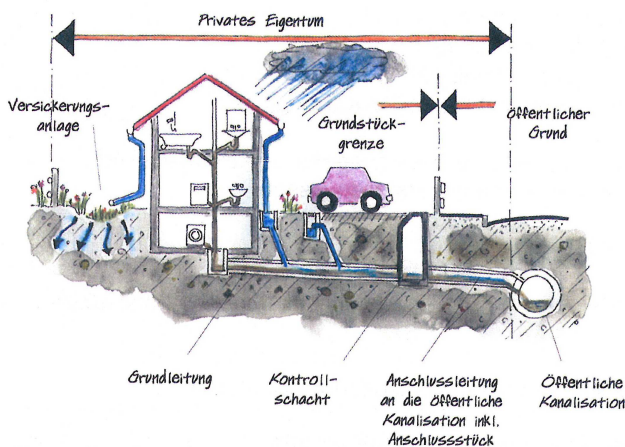 Privates Eigentum
Versickerungs-
anlage
Grundstück-
grenze
Öffentlicher
Grund
Grundleitung
Kontroll-
schacht
Anschlussleitung
an die öffentliche
Kanalisation inkl.
Anschlussstück
Öffentliche
Kanalisation